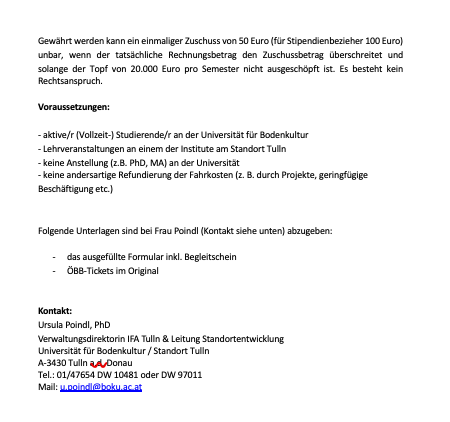 Gewährt werden kann ein einmaliger Zuschuss von 50 Euro (für Stipendienbezieher 100 Euro)
unbar, wenn der tatsächliche Rechnungsbetrag den Zuschussbetrag überschreitet und
solange der Topf von 20.000 Euro pro Semester nicht ausgeschöpft ist. Es besteht kein
Rechtsanspruch.
Voraussetzungen:
- aktive/r (Vollzeit-) Studierende/r an der Universität für Bodenkultur
- Lehrveranstaltungen an einem der Institute am Standort Tulln
- keine Anstellung (z.B. PhD, MA) an der Universität
- keine andersartige Refundierung der Fahrkosten (z. B. durch Projekte, geringfügige
Beschäftigung etc.)
Folgende Unterlagen sind bei Frau Poindl (Kontakt siehe unten) abzugeben:
- das ausgefüllte Formular inkl. Begleitschein
- ÖBB-Tickets im Original
Kontakt:
Ursula Poindl, PhD
Verwaltungsdirektorin IFA Tulln & Leitung Standortentwicklung
Universität für Bodenkultur / Standort Tulln
A-3430 Tulln a.d. Donau
Tel.: 01/47654 DW 10481 oder DW 97011
Mail: u.poindl@boku.ac.at